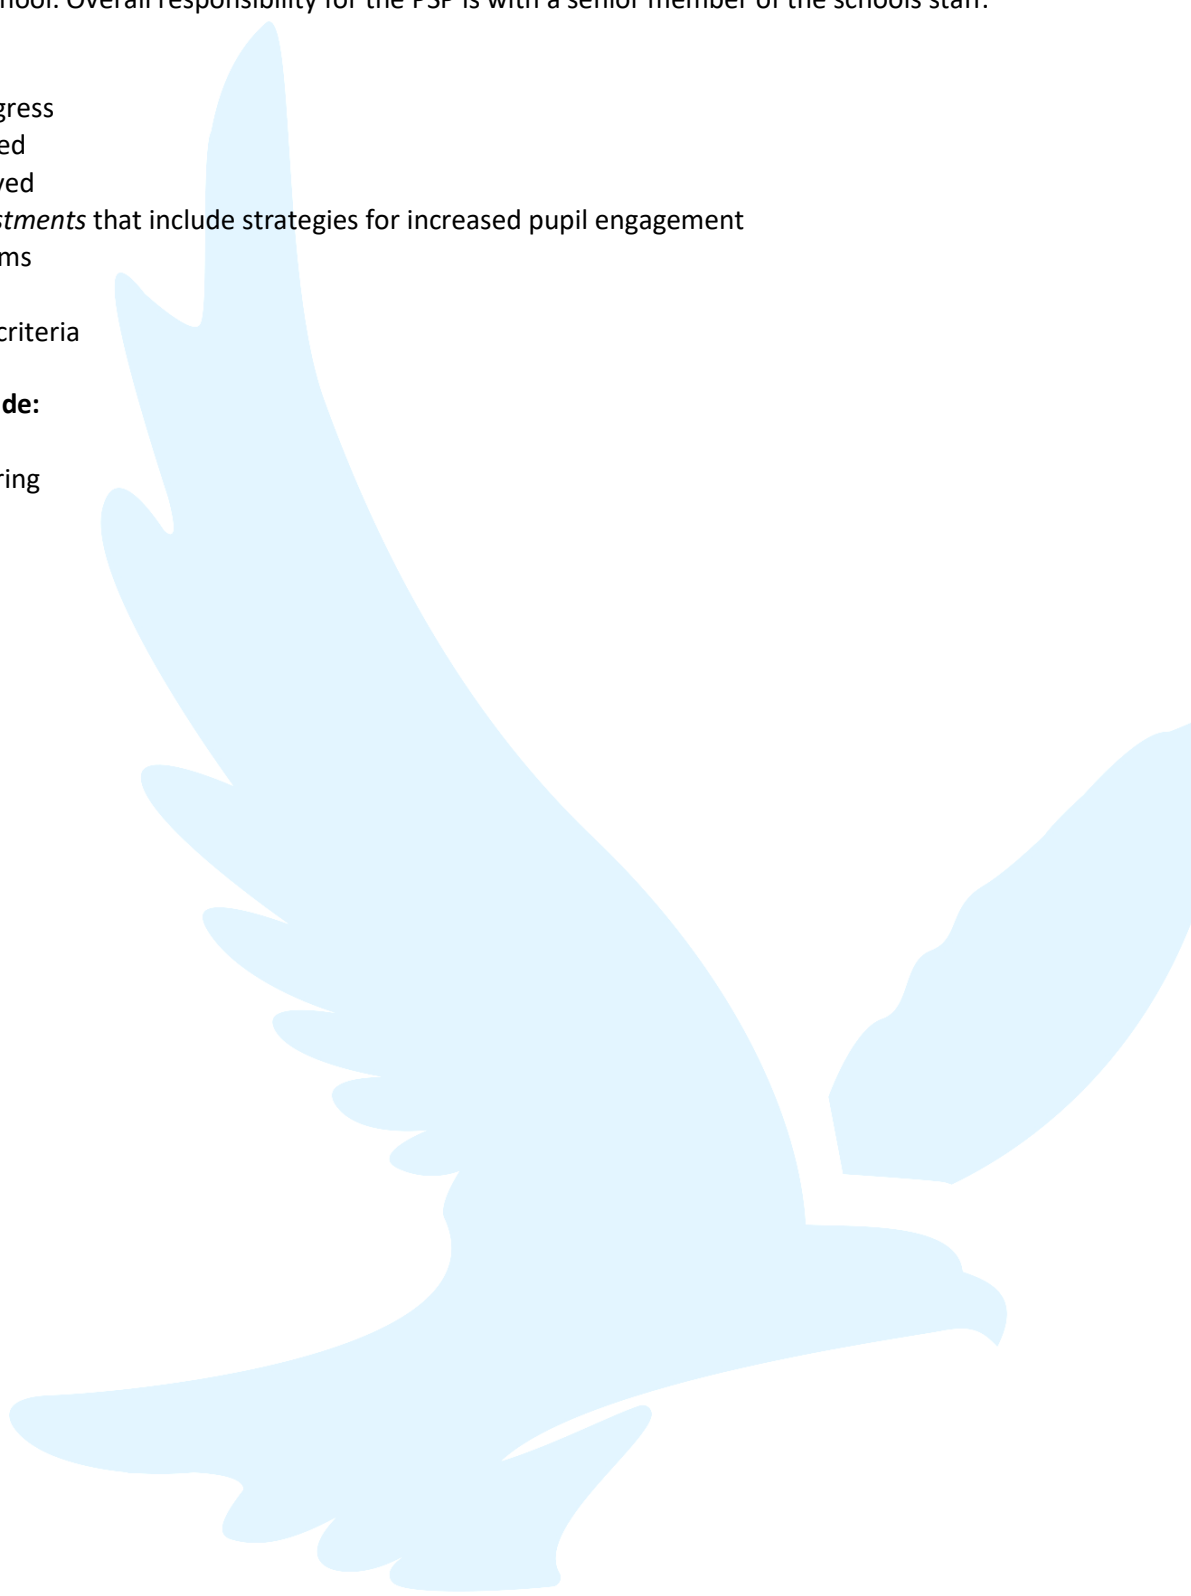 hool. Overall responsibility for the PSP is with a senior member of the schools staff.
gress
ed
ved
stments that include strategies for increased pupil engagement
ms
criteria
de:
ring